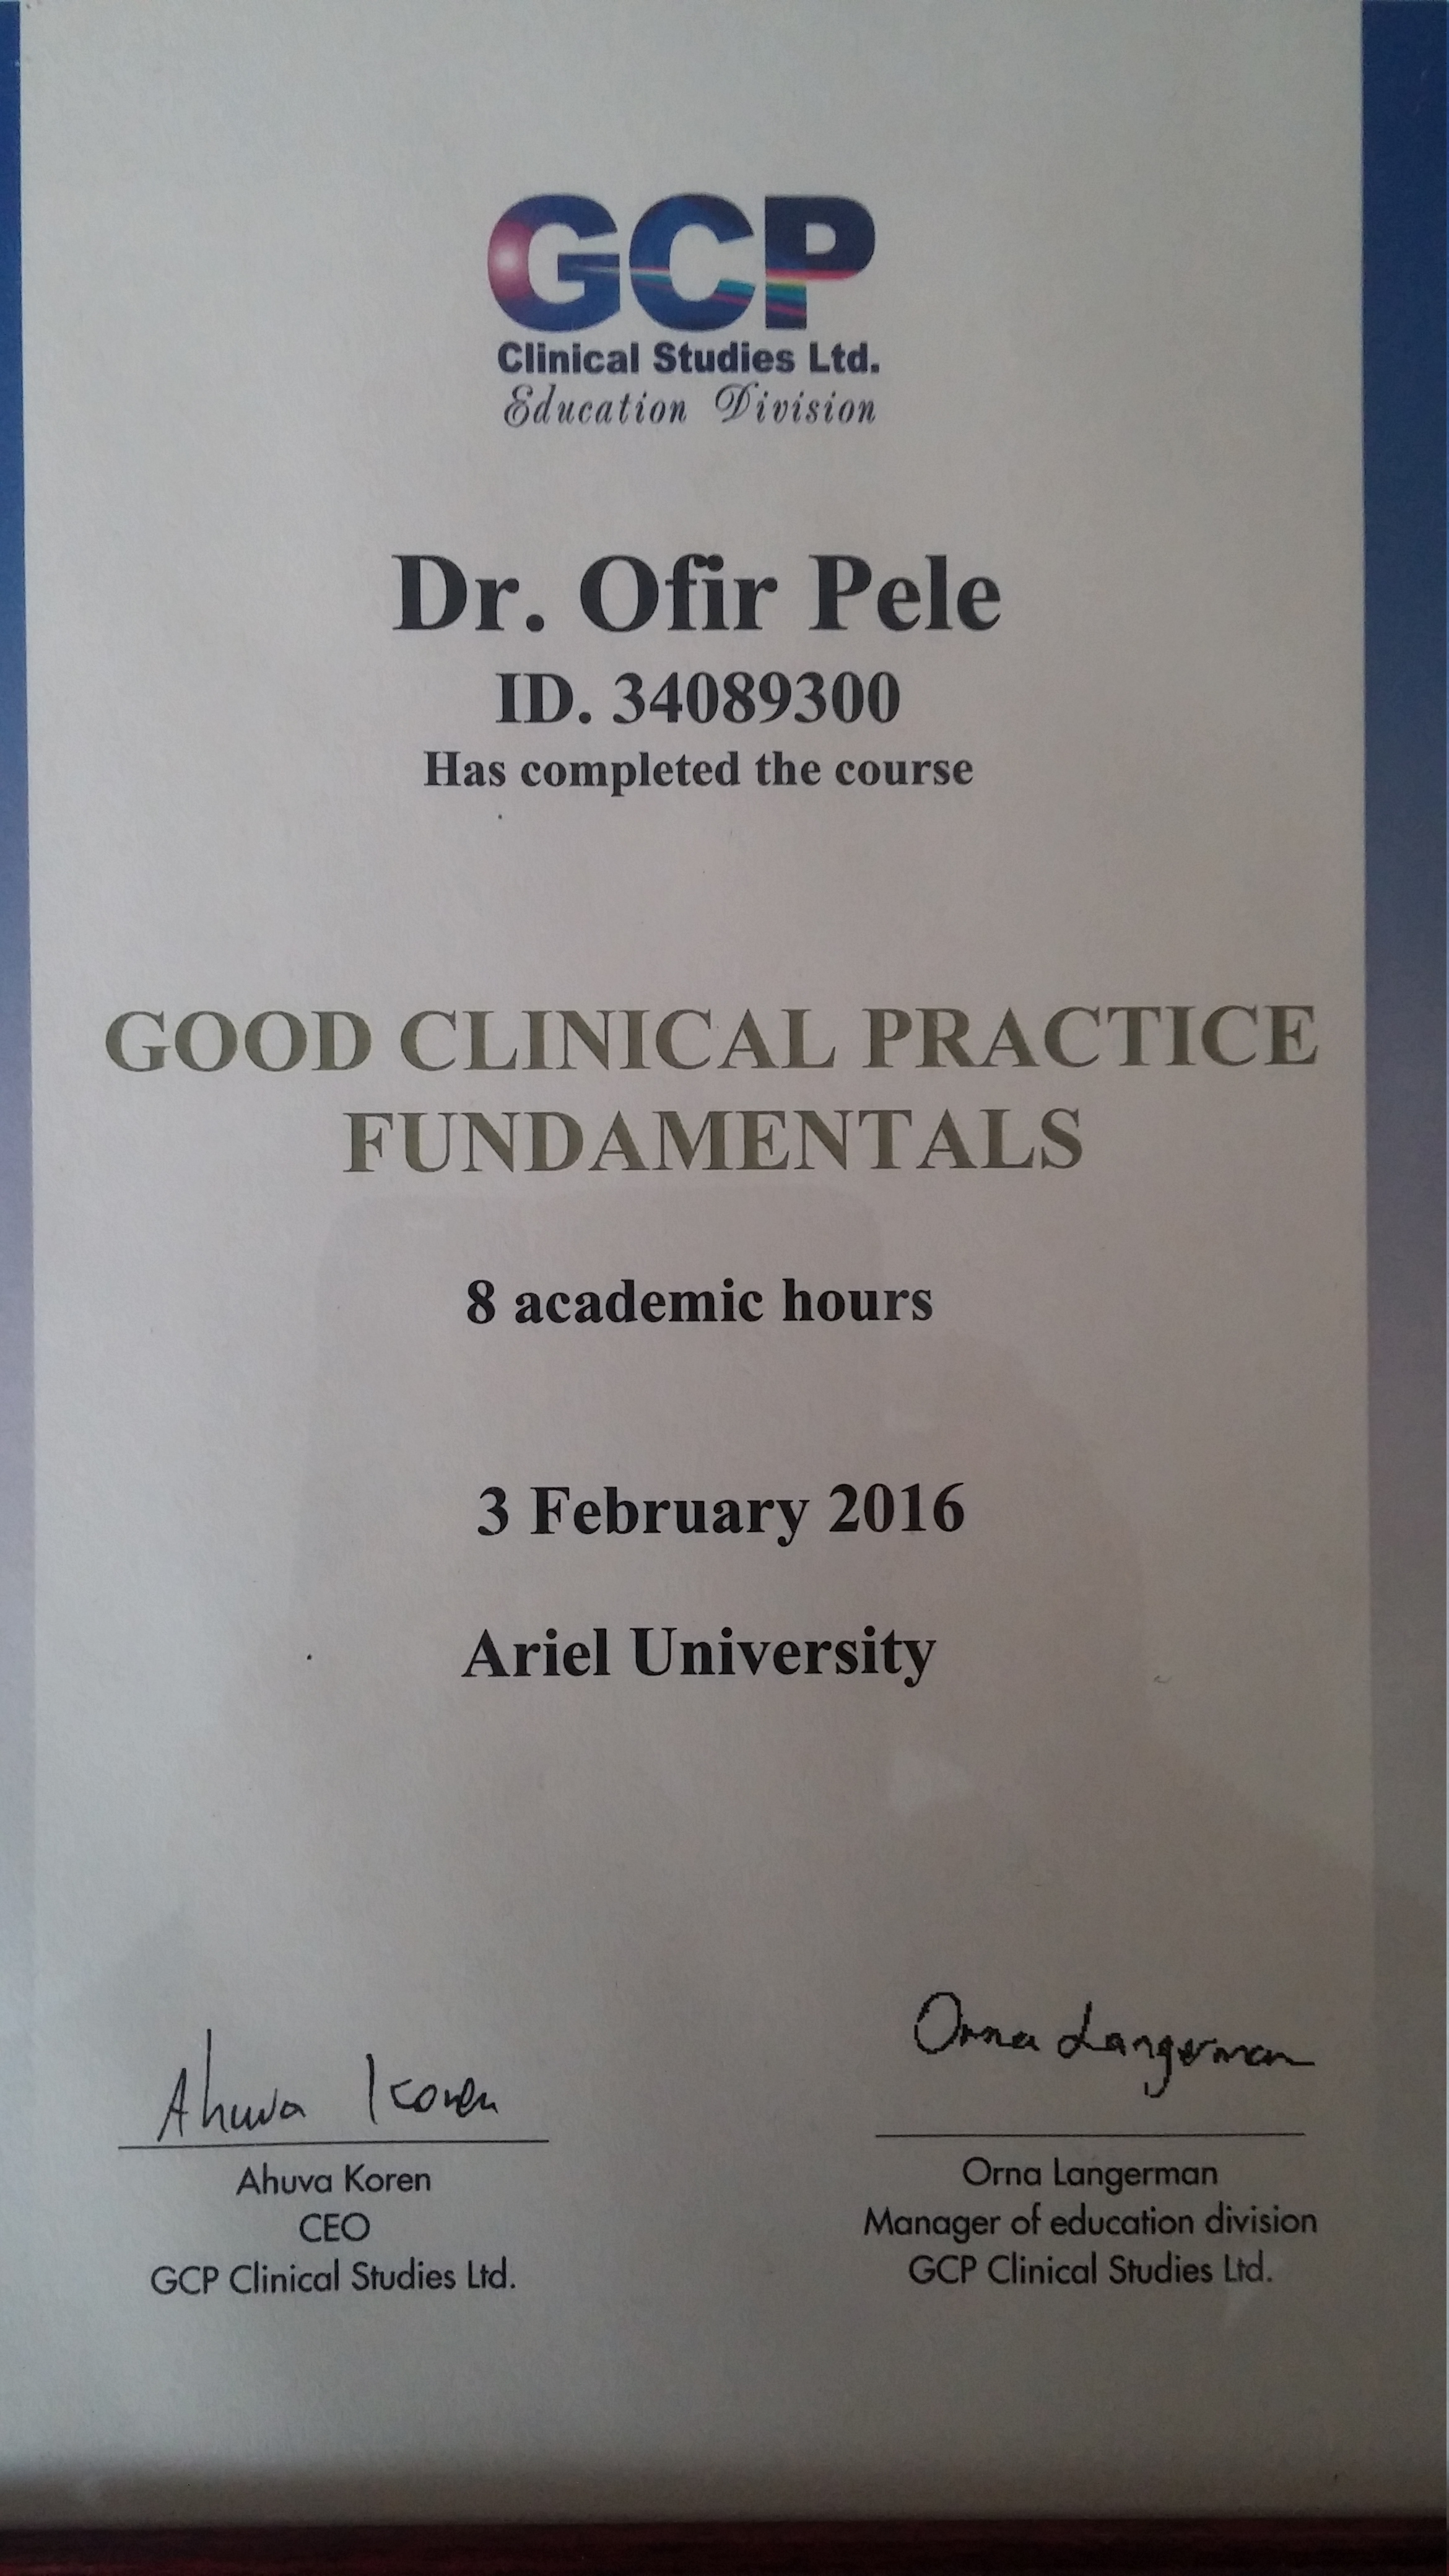 GCP
Clinical Studies Ltd.
Education Division
Dr. Ofir Pele
ID. 34089300
Has completed the course
GOOD CLINICAL PRACTICE
FUNDAMENTALS
8 academic hours
3 February 2016
Ariel University
Ahuva Koren
Orna Langerman
Ahuva Koren
CEO
GCP Clinical Studies Ltd.
Orna Langerman
Manager of education division
GCP Clinical Studies Ltd.